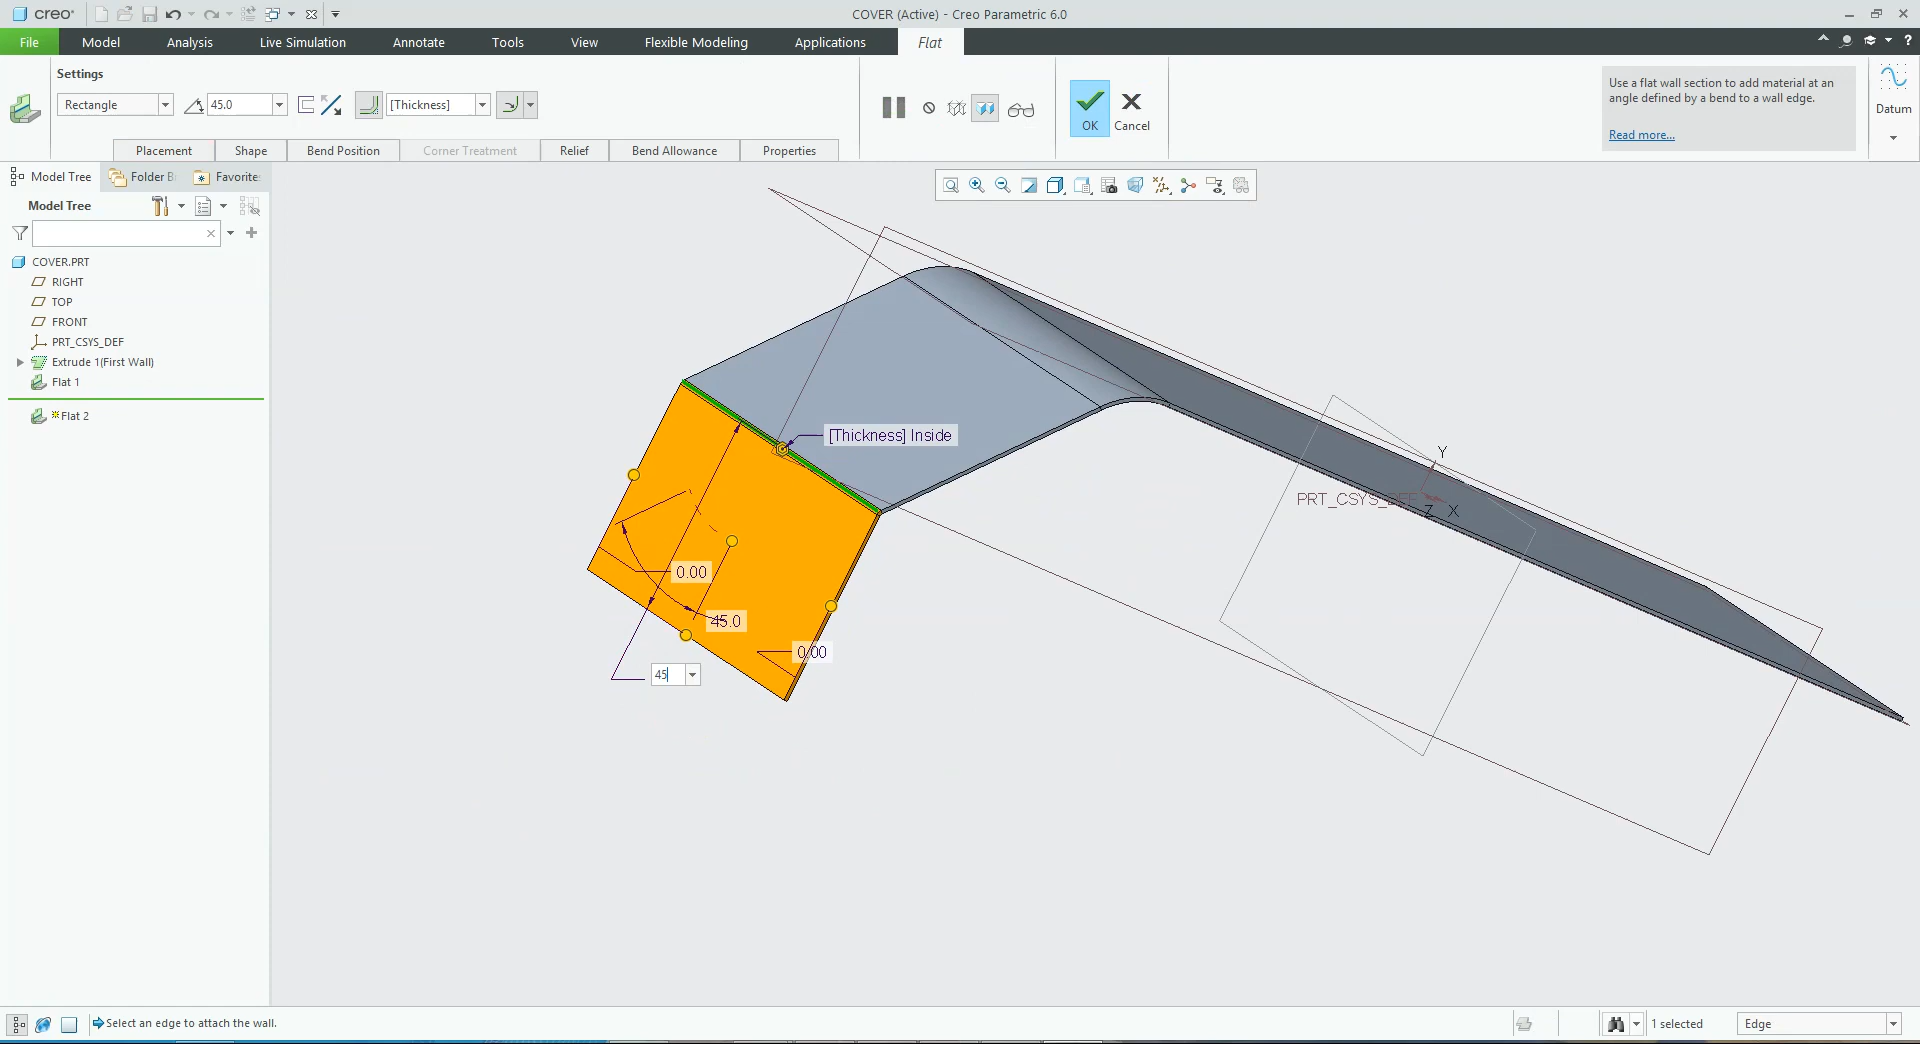 creo°
COVER (Active) - Creo Parametric 6.0
File
Model
Analysis
Live Simulation
Annotate
Tools
View
Flexible Modeling
Applications
Flat
Settings
Rectangle
45.0
[Thickness]
OK
Cancel
Use a flat wall section to add material at an
angle defined by a bend to a wall edge.
Read more...
Datum
Placement
Shape
Bend Position
Corner Treatment
Relief
Bend Allowance
Properties
Model Tree
Folder B
Favorite
Model Tree
COVER.PRT
RIGHT
TOP
FRONT
PRT_CSYS_DEF
Extrude 1(First Wall)
Flat 1
Flat 2
[Thickness] Inside
0.00
45.0
0.00
45
Y
PRT_CSYS_DEF
Z
X
Select an edge to attach the wall.
1 selected
Edge